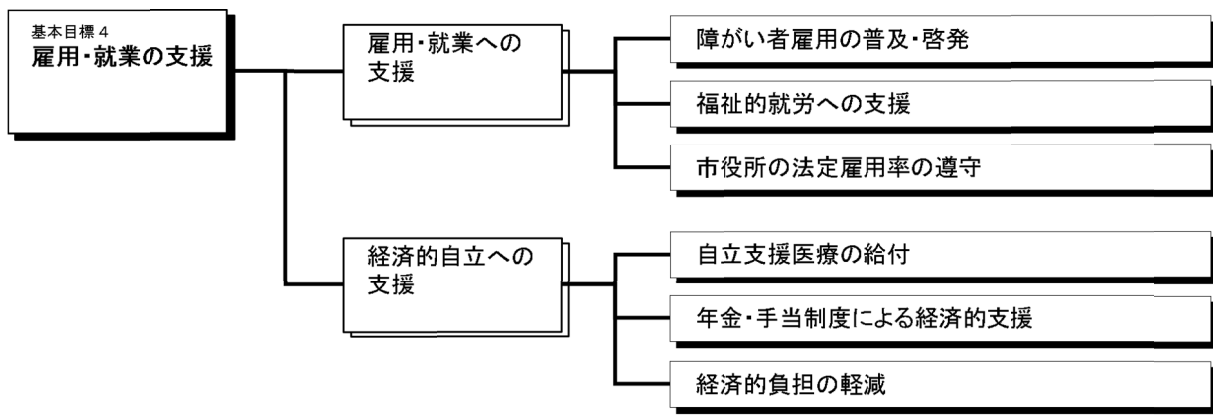 基本目標4
雇用・就業の支援
雇用・就業への
支援
障がい者雇用の普及・啓発
福祉的就労への支援
市役所の法定雇用率の遵守
経済的自立への
支援
自立支援医療の給付
年金・手当制度による経済的支援
経済的負担の軽減